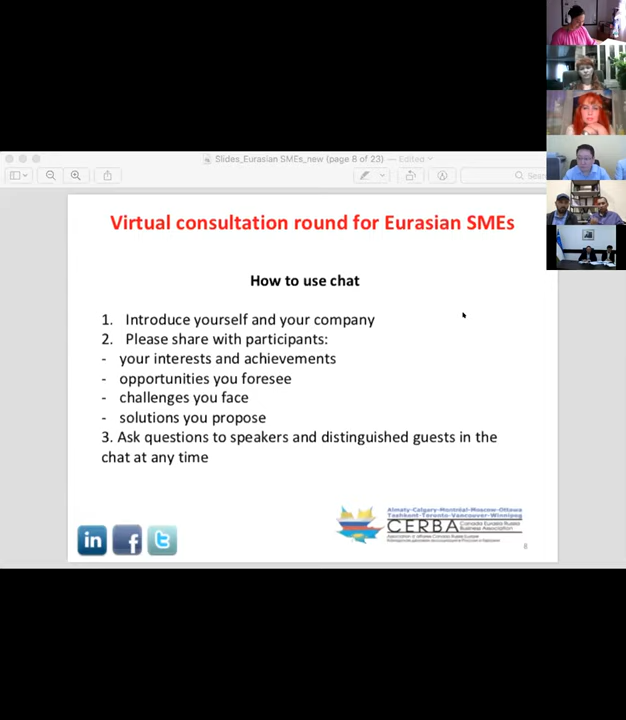 Slides_Eurasian SMEs_new (page 8 of 23) — Edited
Virtual consultation round for Eurasian SMEs
How to use chat
1. Introduce yourself and your company
2. Please share with participants:
- your interests and achievements
- opportunities you foresee
- challenges you face
- solutions you propose
3. Ask questions to speakers and distinguished guests in the
chat at any time
in f t
Almaty-Calgary-Montréal-Moscow-Ottawa
Tashkent-Toronto-Vancouver-Winnipeg
CERBA Canada Eurasia Russia
Business Association
8